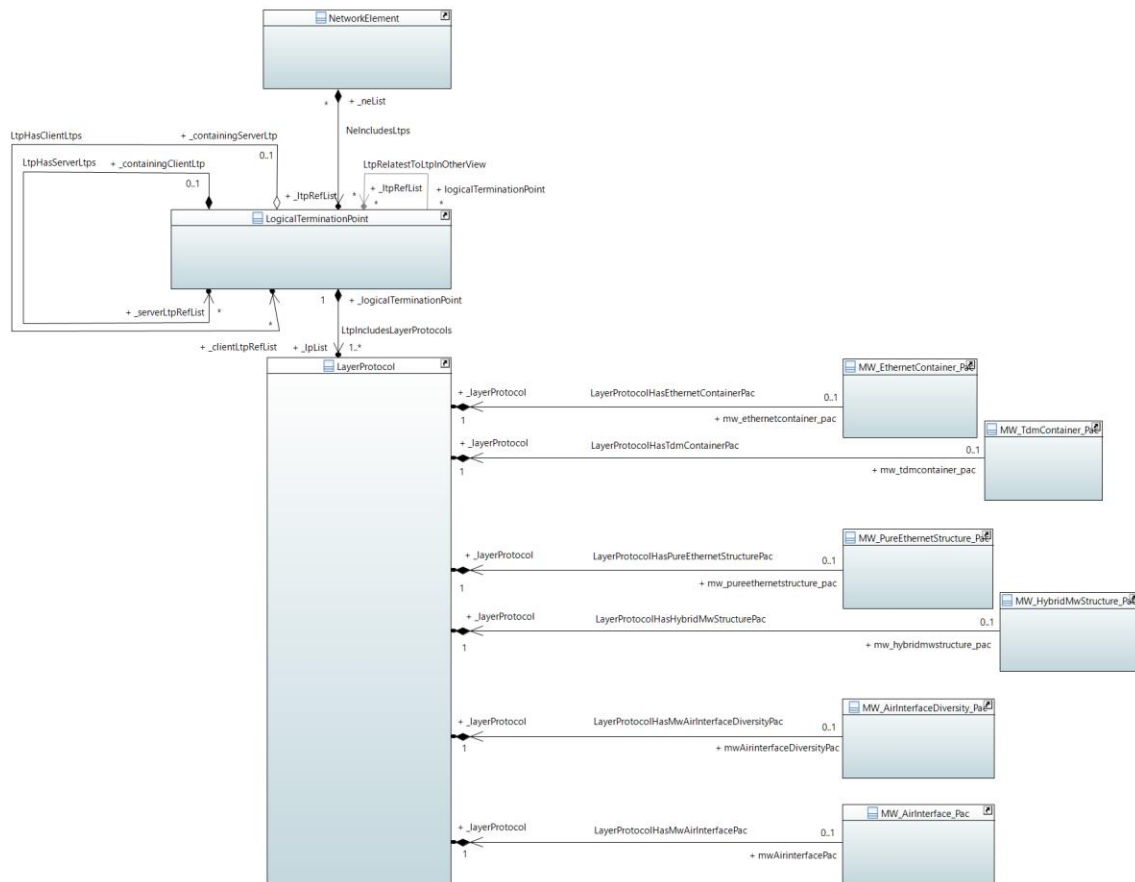 NetworkElement
* + _neList
NeIncludesLtps
LtpHasClientLtps + _containingServerLtp
0..1
LtpHasServerLtps + _containingClientLtp
0..1
LtpRelatestToLtpInOtherView
+ _ltpRefList * + _ltpRefList + logicalTerminationPoint
* *
LogicalTerminationPoint
1 + _logicalTerminationPoint
+ _serverLtpRefList *
*
LtpIncludesLayerProtocols
+ _clientLtpRefList + _lpList 1..*
LayerProtocol
MW_EthernetContainer_Pac
+ _layerProtocol LayerProtocolHasEthernetContainerPac 0..1
1 + mw_ethernetcontainer_pac
MW_TdmContainer_Pac
+ _layerProtocol LayerProtocolHasTdmContainerPac 0..1
1 + mw_tdmcontainer_pac
MW_PureEthernetStructure_Pac
+ _layerProtocol LayerProtocolHasPureEthernetStructurePac 0..1
1 + mw_pureethernetstructure_pac
MW_HybridMwStructure_Pac
+ _layerProtocol LayerProtocolHasHybridMwStructurePac 0..1
1 + mw_hybridmwstructure_pac
MW_AirInterfaceDiversity_Pac
+ _layerProtocol LayerProtocolHasMwAirInterfaceDiversityPac 0..1
1 + mwAirinterfaceDiversityPac
MW_AirInterface_Pac
+ _layerProtocol LayerProtocolHasMwAirInterfacePac 0..1
1 + mwAirinterfacePac